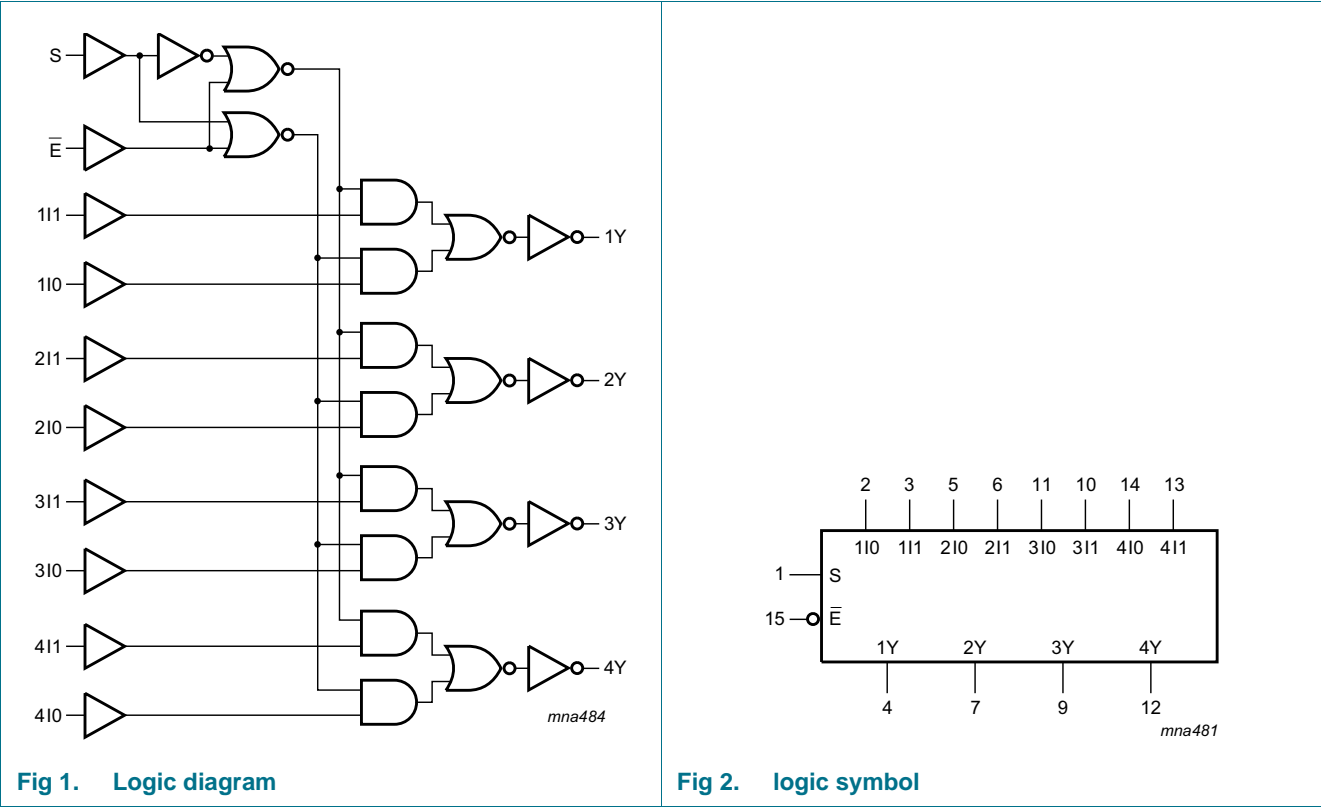 S
E̅
1I1
1I0
2I1
2I0
3I1
3I0
4I1
4I0
1Y
2Y
3Y
4Y
mna484
Fig 1. Logic diagram
2 3 5 6 11 10 14 13
1I0 1I1 2I0 2I1 3I0 3I1 4I0 4I1
1 S
15 E̅
1Y 2Y 3Y 4Y
4 7 9 12
mna481
Fig 2. logic symbol